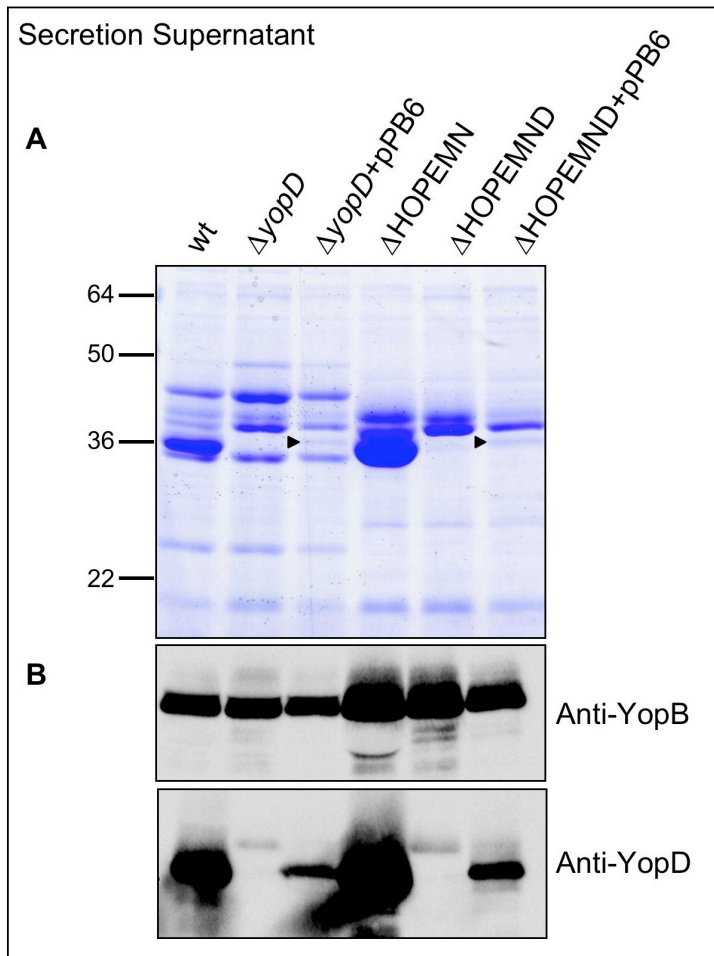 Secretion Supernatant
A
wt
ΔyopD
ΔyopD+pPB6
ΔHOPEMN
ΔHOPEMND
ΔHOPEMND+pPB6
64
50
36
22
B
Anti-YopB
Anti-YopD